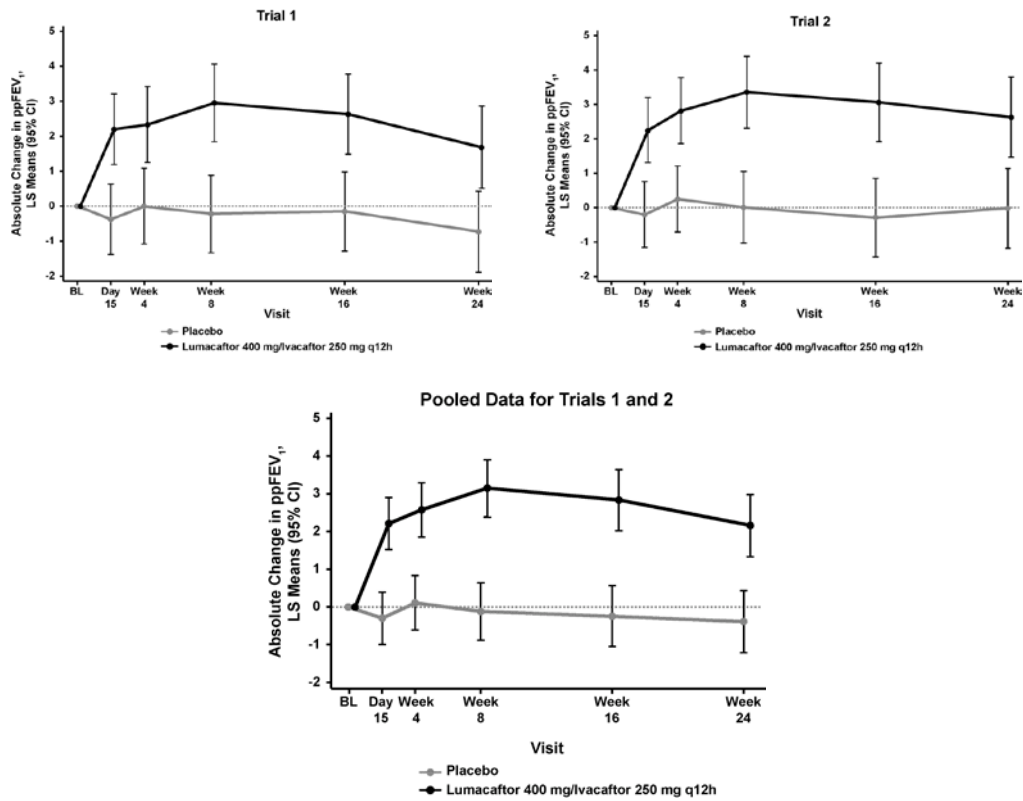 Trial 1
Absolute Change in ppFEV₁,
LS Means (95% CI)
5
4
3
2
1
0
-1
-2
BL
Day
15
Week
4
Week
8
Week
16
Week
24
Visit
Placebo
Lumacaftor 400 mg/Ivacaftor 250 mg q12h
Trial 2
Absolute Change in ppFEV₁,
LS Means (95% CI)
5
4
3
2
1
0
-1
-2
BL
Day
15
Week
4
Week
8
Week
16
Week
24
Visit
Placebo
Lumacaftor 400 mg/Ivacaftor 250 mg q12h
Pooled Data for Trials 1 and 2
Absolute Change in ppFEV₁,
LS Means (95% CI)
5
4
3
2
1
0
-1
-2
BL
Day
15
Week
4
Week
8
Week
16
Week
24
Visit
Placebo
Lumacaftor 400 mg/Ivacaftor 250 mg q12h